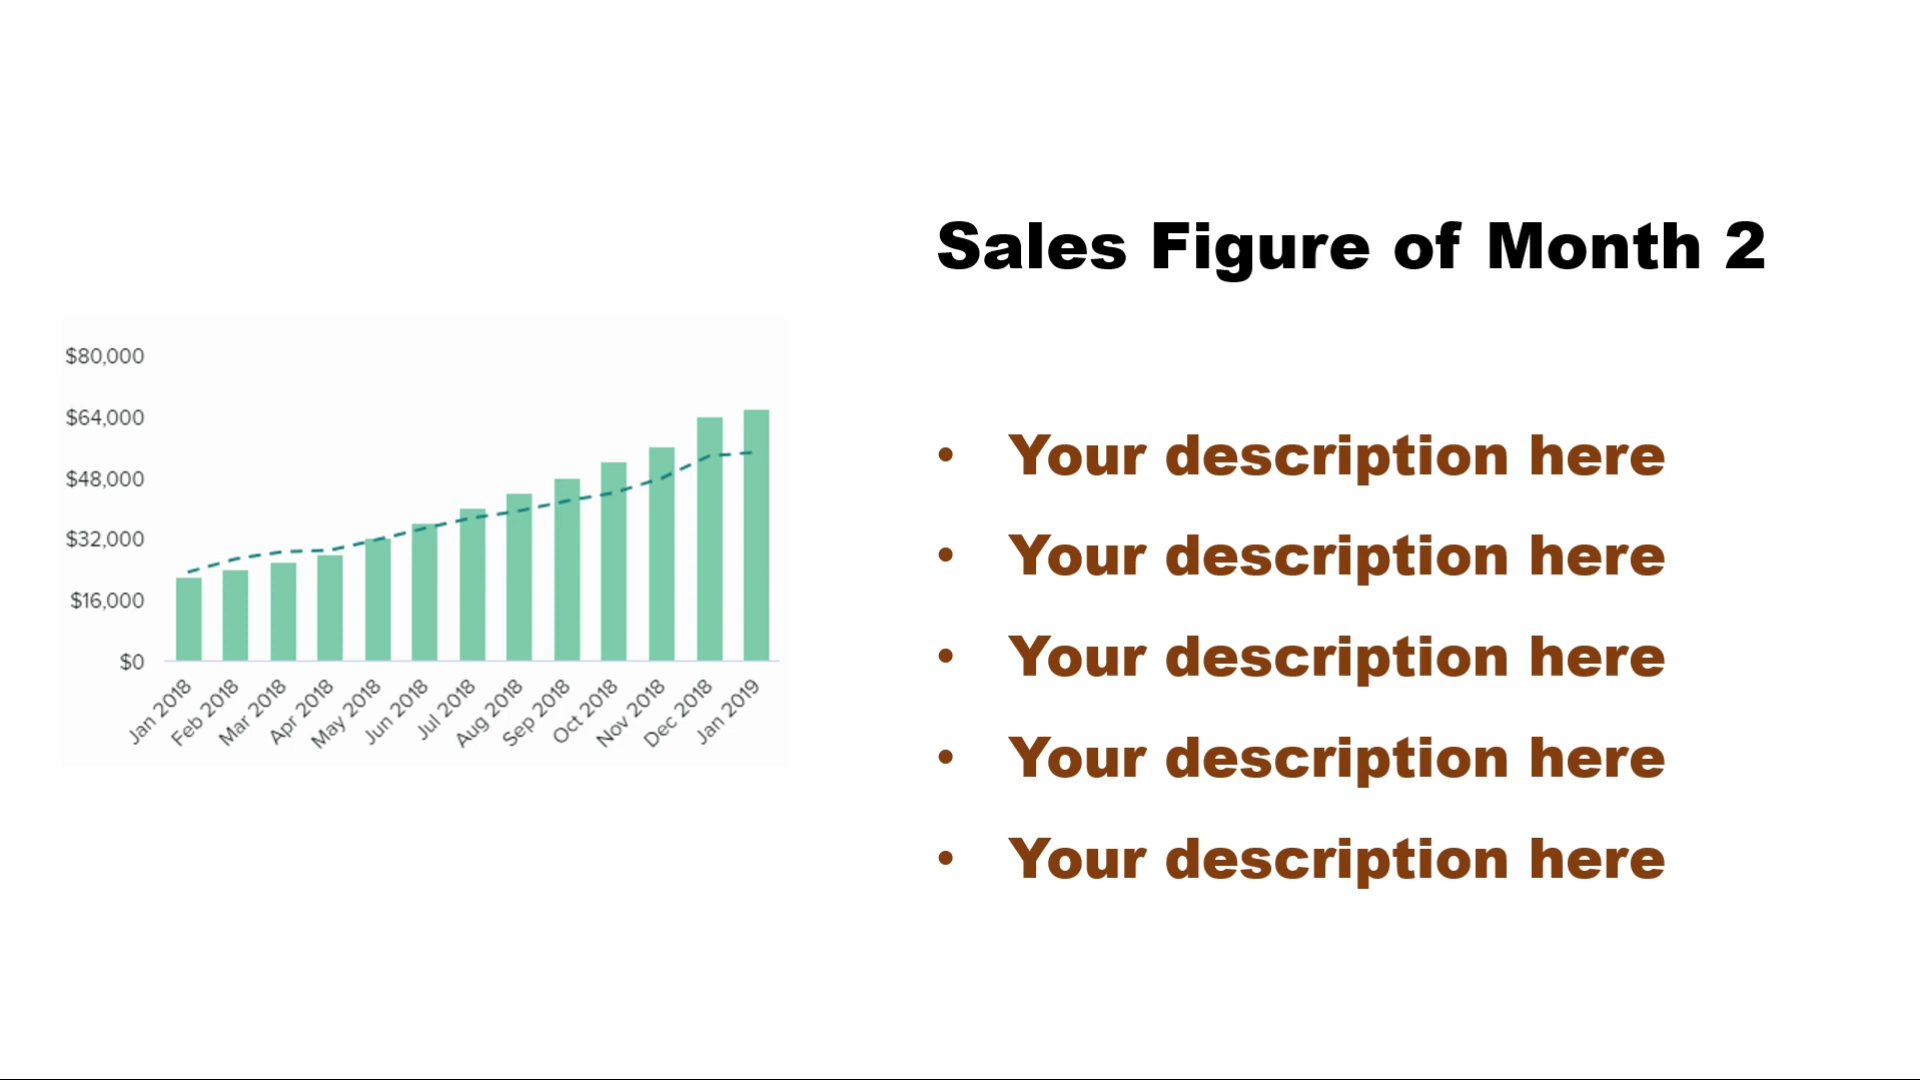 Sales Figure of Month 2
$80,000
$64,000
$48,000
$32,000
$16,000
$0
Jan 2018
Feb 2018
Mar 2018
Apr 2018
May 2018
Jun 2018
Jul 2018
Aug 2018
Sep 2018
Oct 2018
Nov 2018
Dec 2018
Jan 2019
• Your description here
• Your description here
• Your description here
• Your description here
• Your description here